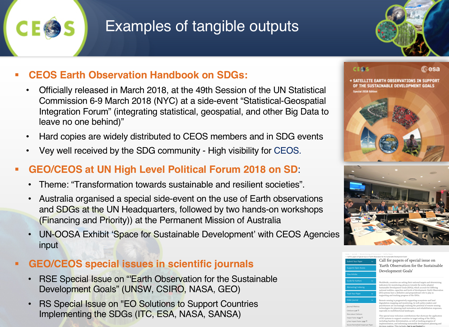 CEOS
Examples of tangible outputs
CEOS Earth Observation Handbook on SDGs:
Officially released in March 2018, at the 49th Session of the UN Statistical
Commission 6-9 March 2018 (NYC) at a side-event “Statistical-Geospatial
Integration Forum” (integrating statistical, geospatial, and other Big Data to
leave no one behind)”
Hard copies are widely distributed to CEOS members and in SDG events
Vey well received by the SDG community - High visibility for CEOS.
GEO/CEOS at UN High Level Political Forum 2018 on SD:
Theme: “Transformation towards sustainable and resilient societies”.
Australia organised a special side-event on the use of Earth observations
and SDGs at the UN Headquarters, followed by two hands-on workshops
(Financing and Priority)) at the Permanent Mission of Australia
UN-OOSA Exhibit ‘Space for Sustainable Development’ with CEOS Agencies
input
GEO/CEOS special issues in scientific journals
RSE Special Issue on “‘Earth Observation for the Sustainable
Development Goals” (UNSW, CSIRO, NASA, GEO)
RS Special Issue on "EO Solutions to Support Countries
Implementing the SDGs (ITC, ESA, NASA, SANSA)
esa
SATELLITE EARTH OBSERVATIONS IN SUPPORT
OF THE SUSTAINABLE DEVELOPMENT GOALS
Call for papers of special issue on
'Earth Observation for the Sustainable
Development Goals'